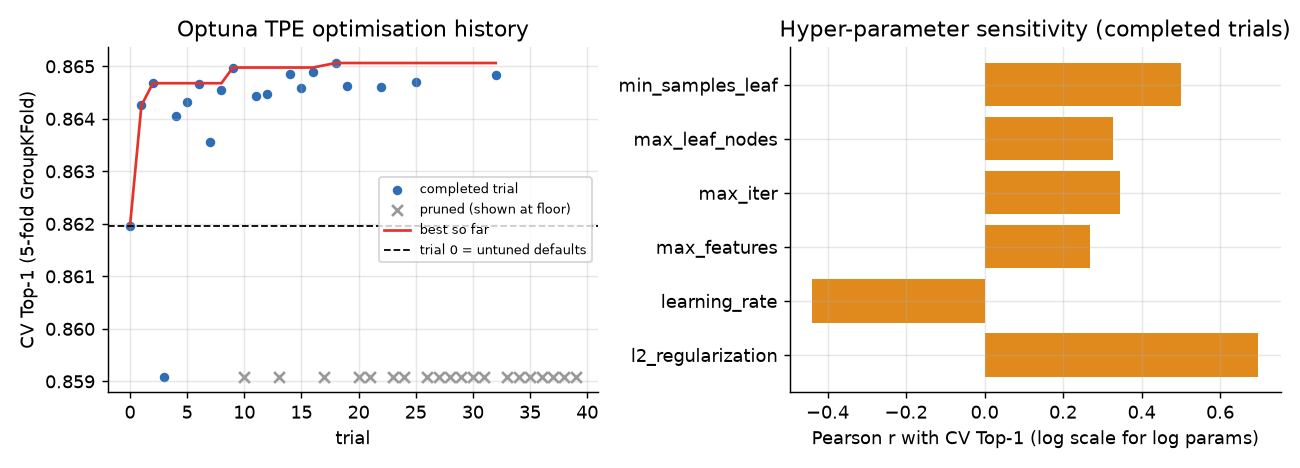 Optuna TPE optimisation history
CV Top-1 (5-fold GroupKFold)
0.865
0.864
0.863
0.862
0.861
0.860
0.859
completed trial
pruned (shown at floor)
best so far
trial 0 = untuned defaults
0 5 10 15 20 25 30 35 40
trial
Hyper-parameter sensitivity (completed trials)
min_samples_leaf
max_leaf_nodes
max_iter
max_features
learning_rate
l2_regularization
−0.4 −0.2 0.0 0.2 0.4 0.6
Pearson r with CV Top-1 (log scale for log params)